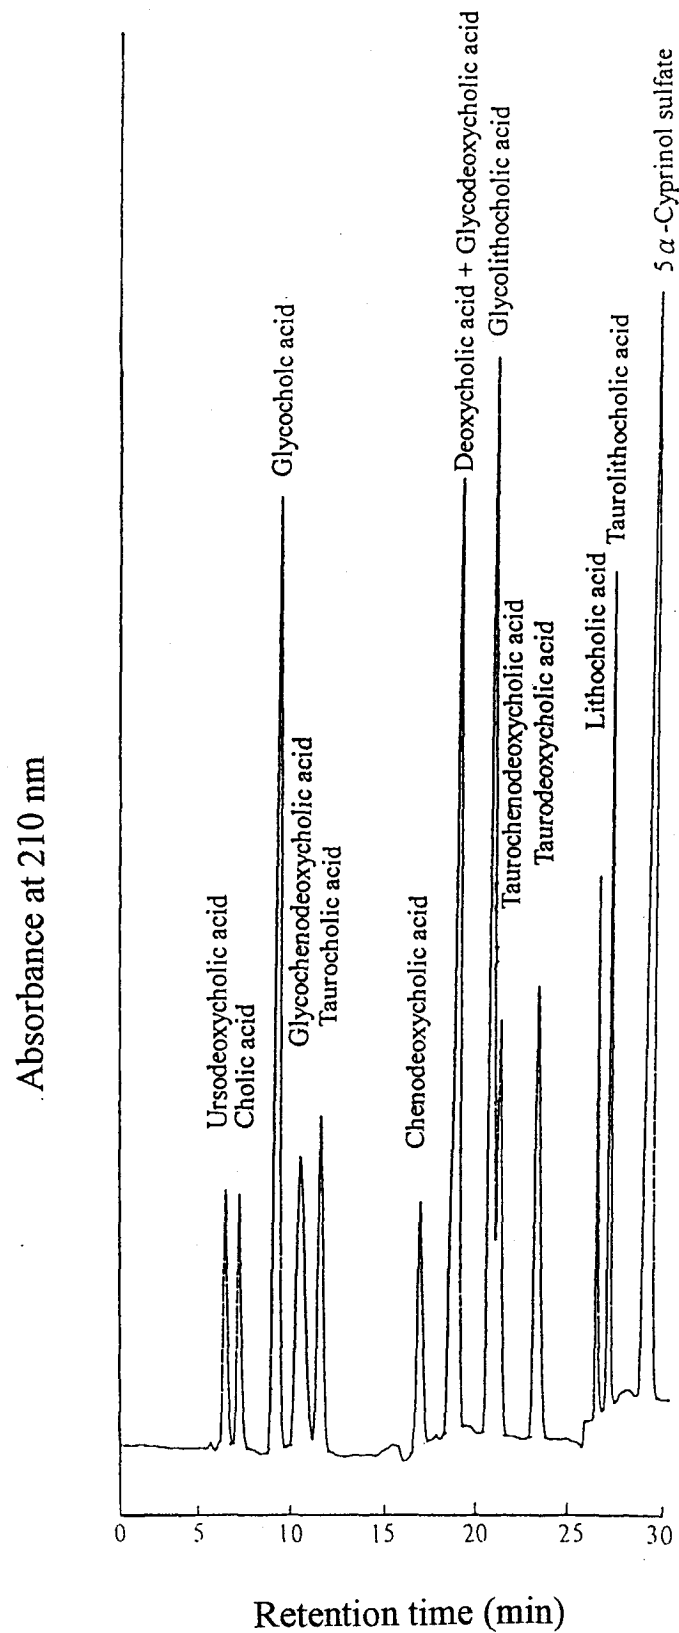 Absorbance at 210 nm
Ursodeoxycholic acid
Cholic acid
Glycocholc acid
Glycochenodeoxycholic acid
Taurocholic acid
Chenodeoxycholic acid
Deoxycholic acid + Glycodeoxycholic acid
Glycolithocholic acid
Taurochenodeoxycholic acid
Taurodeoxycholic acid
Lithocholic acid
Taurolithocholic acid
5 α -Cyprinol sulfate
0 5 10 15 20 25 30
Retention time (min)